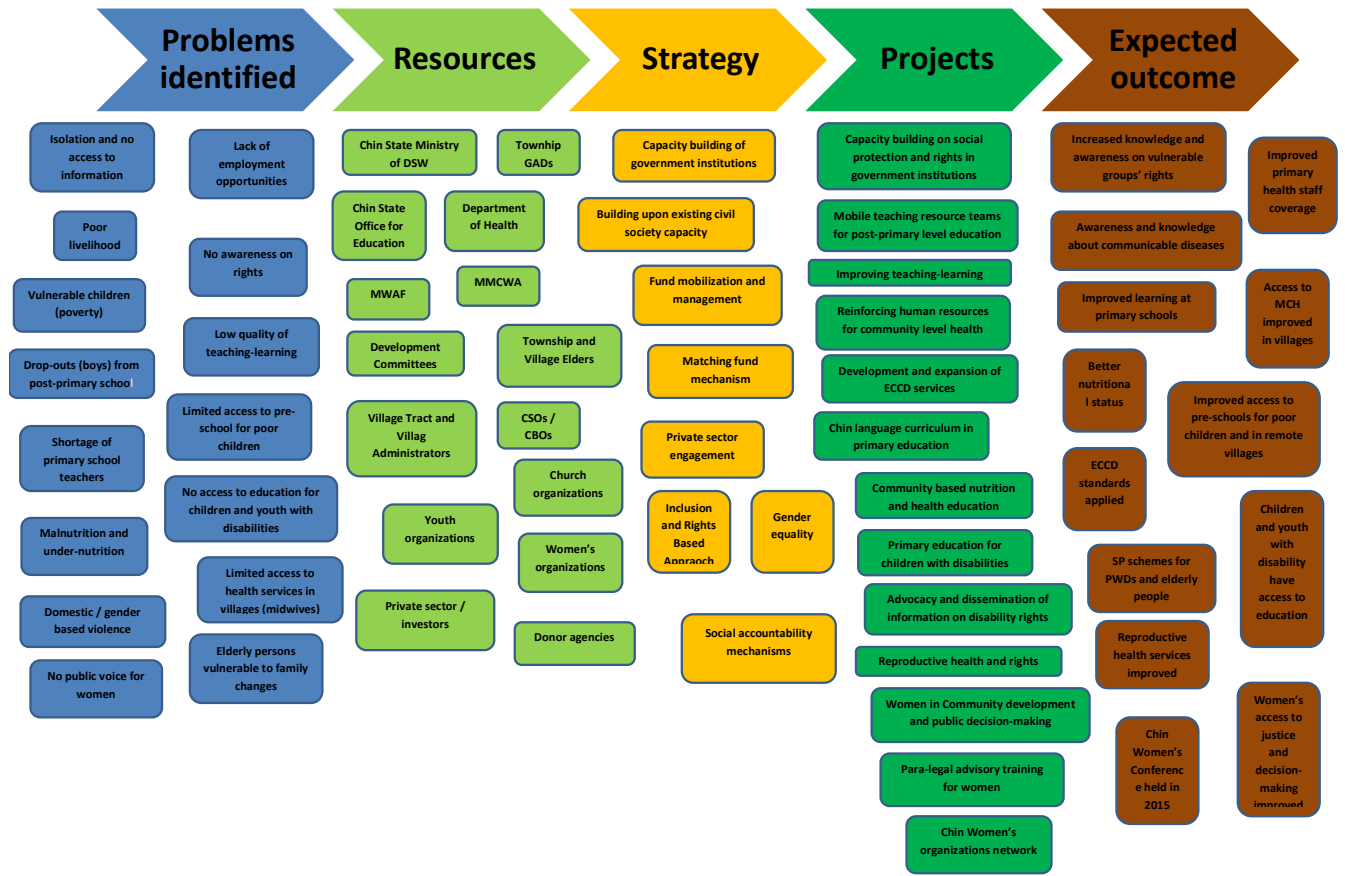 Problems
identified
Resources
Strategy
Projects
Expected
outcome
Isolation and no
access to
information
Poor
livelihood
Vulnerable children
(poverty)
Drop-outs (boys) from
post-primary school
Shortage of
primary school
teachers
Malnutrition and
under-nutrition
Domestic / gender
based violence
No public voice for
women
Lack of
employment
opportunities
No awareness on
rights
Low quality of
teaching-learning
Limited access to pre-
school for poor
children
No access to education for
children and youth with
disabilities
Limited access to
health services in
villages (midwives)
Elderly persons
vulnerable to family
changes
Chin State Ministry
of DSW
Townhip
GADs
Chin State
Office for
Education
Department
of Health
MWAF
MMCWA
Development
Committees
Township and
Village Elders
Village Tract and
Villag
Administrators
CSOs /
CBOs
Church
organizations
Youth
organizations
Women's
organizations
Private sector /
investors
Donor agencies
Capacity building of
government institutions
Building upon existing civil
society capacity
Fund mobilization and
management
Matching fund
mechanism
Private sector
engagement
Inclusion
and Rights
Based
Approach
Gender
equality
Social accountability
mechanisms
Capacity building on social
protection and rights in
government institutions
Mobile teaching resource teams
for post-primary level education
Improving teaching-learning
Reinforcing human resources
for community level health
Development and expansion of
ECCD services
Chin language curriculum in
primary education
Community based nutrition
and health education
Primary education for
children with disabilities
Advocacy and dissemination of
information on disability rights
Reproductive health and rights
Women in Community development
and public decision-making
Para-legal advisory training
for women
Chin Women's
organizations network
Increased knowledge and
awareness on vulnerable
groups' rights
Improved
primary
health staff
coverage
Awareness and knowledge
about communicable diseases
Improved learning at
primary schools
Access to
MCH
improved
in villages
Better
nutritiona
l status
Improved access to
pre-schools for poor
children and in remote
villages
ECCD
standards
applied
Children
and youth
with
disability
have
access to
education
SP schemes for
PWDs and elderly
people
Reproductive
health services
improved
Chin
Women's
Conferenc
e held in
2015
Women's
access to
justice
and
decision-
making
improved